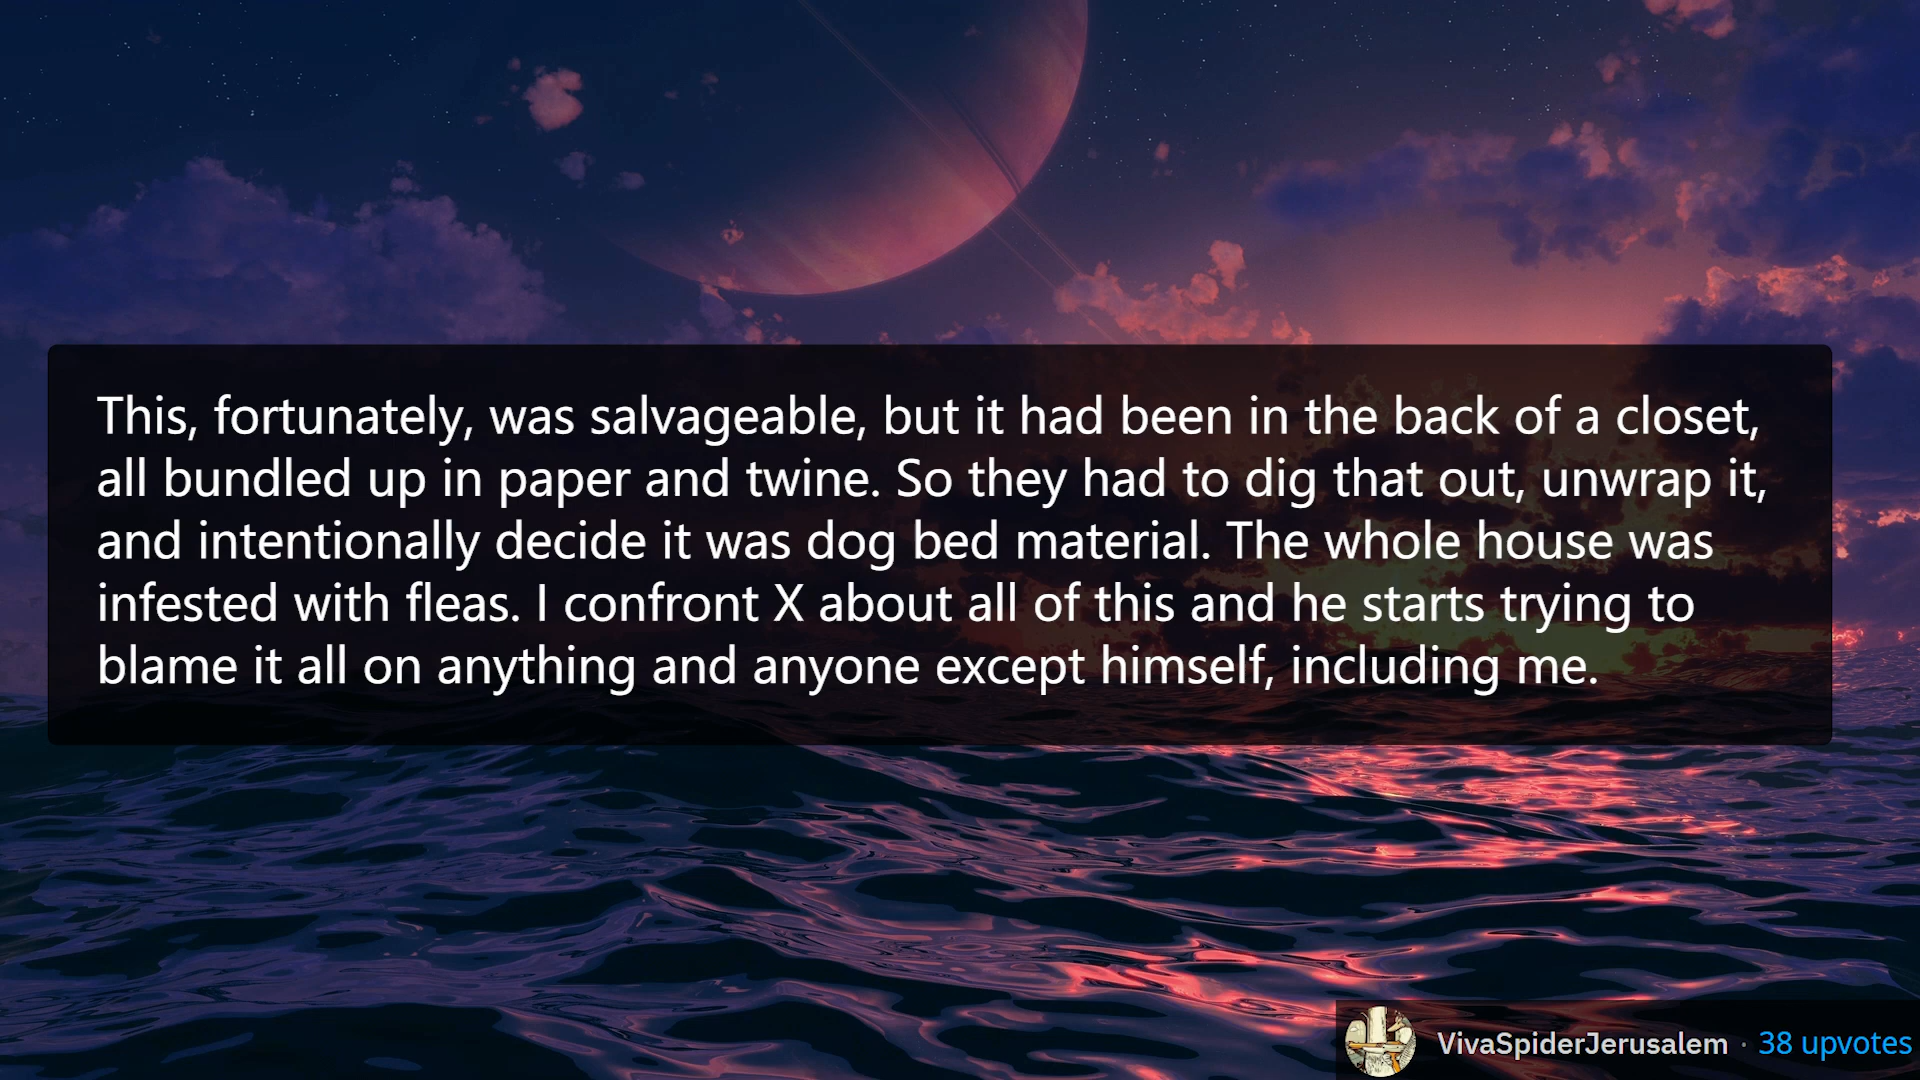 This, fortunately, was salvageable, but it had been in the back of a closet,
all bundled up in paper and twine. So they had to dig that out, unwrap it,
and intentionally decide it was dog bed material. The whole house was
infested with fleas. I confront X about all of this and he starts trying to
blame it all on anything and anyone except himself, including me.
VivaSpiderJerusalem · 38 upvotes